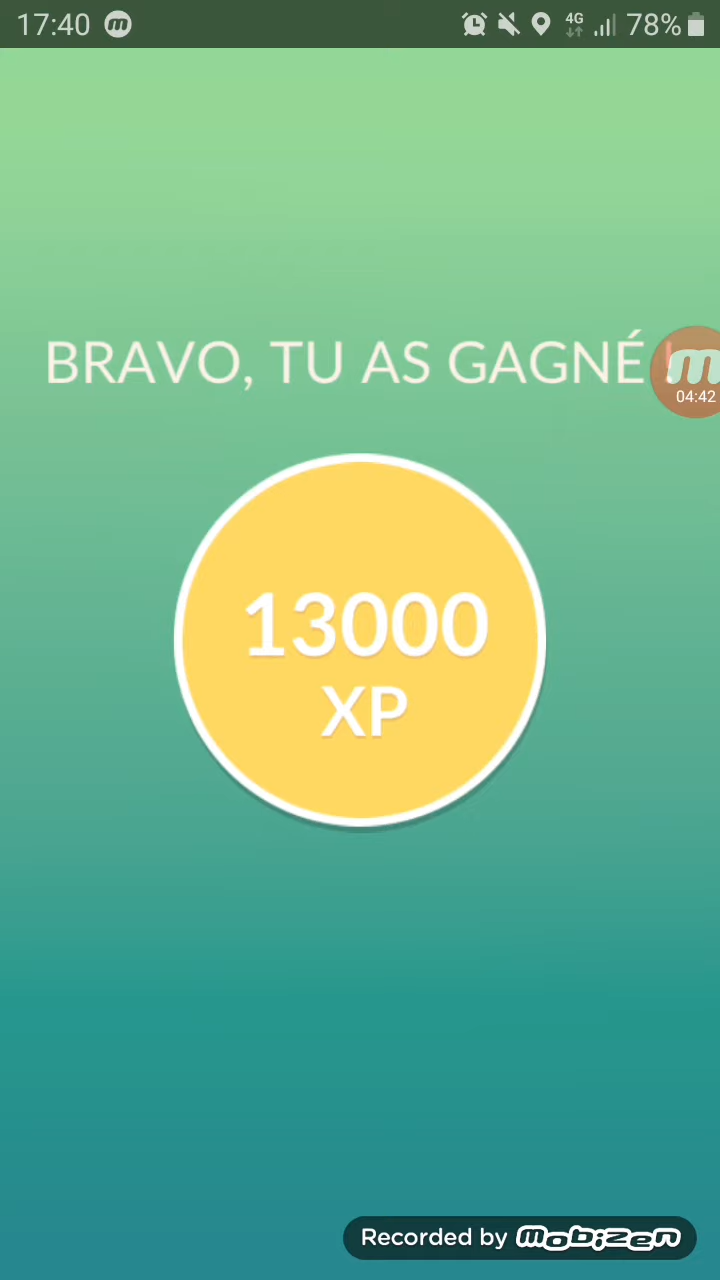 17:40 m 4G 78%
BRAVO, TU AS GAGNÉ !
m
04:42
13000
XP
Recorded by mobizen